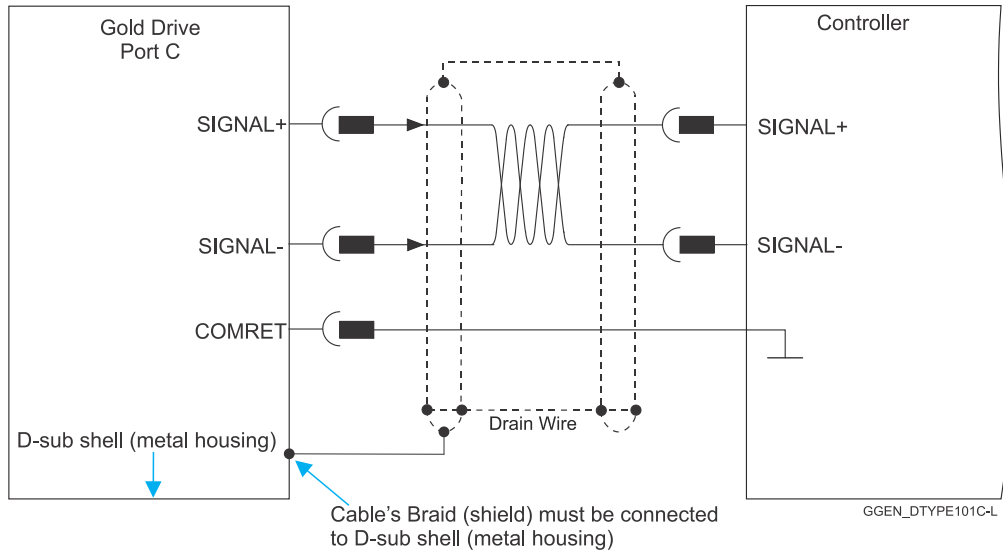 Gold Drive
Port C
Controller
SIGNAL+
SIGNAL+
SIGNAL-
SIGNAL-
COMRET
Drain Wire
D-sub shell (metal housing)
Cable's Braid (shield) must be connected
to D-sub shell (metal housing)
GGEN_DTYPE101C-L